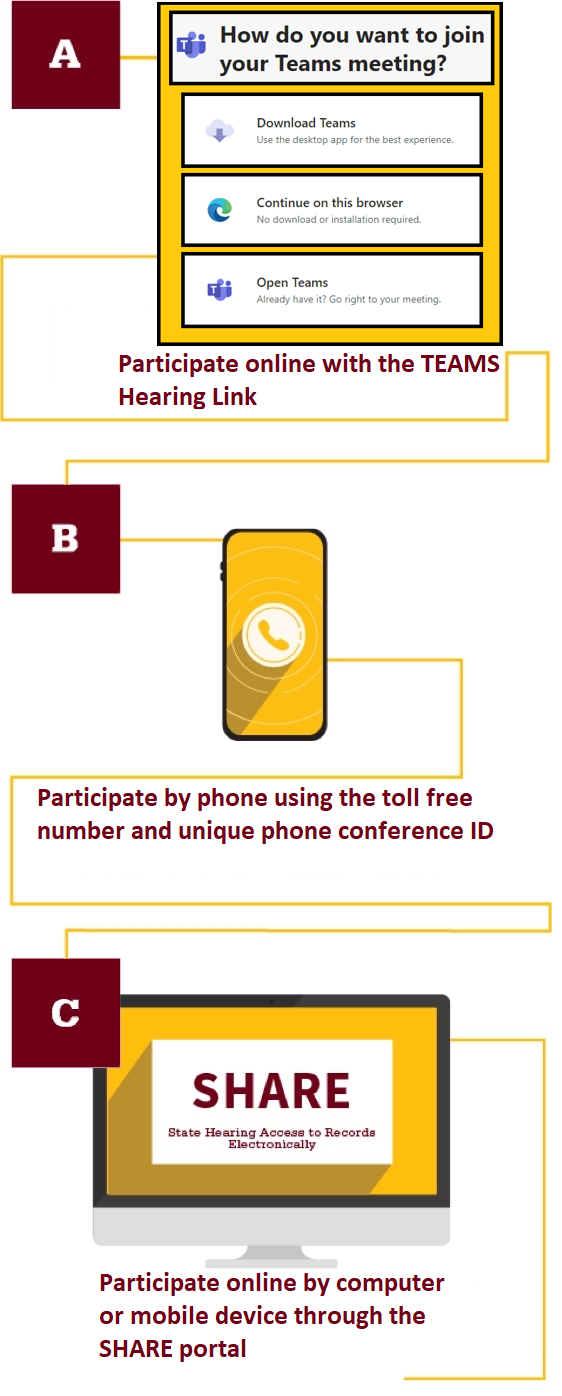 A
How do you want to join
your Teams meeting?
Download Teams
Use the desktop app for the best experience.
Continue on this browser
No download or installation required.
Open Teams
Already have it? Go right to your meeting.
Participate online with the TEAMS
Hearing Link
B
Participate by phone using the toll free
number and unique phone conference ID
C
SHARE
State Hearing Access to Records
Electronically
Participate online by computer
or mobile device through the
SHARE portal